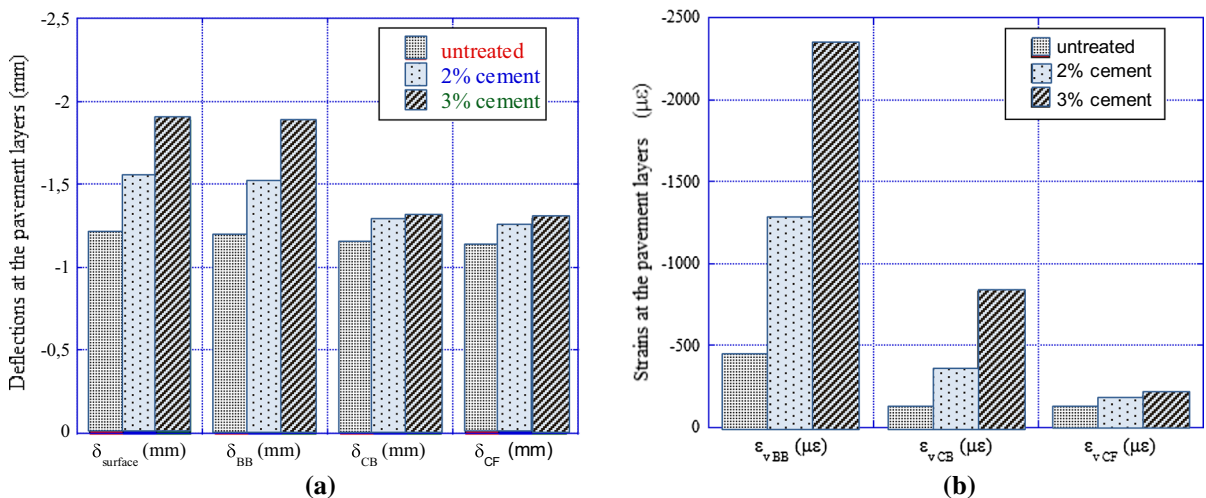 Deflections at the pavement layers (mm)
-2,5
-2
-1,5
-1
-0,5
0
untreated
2% cement
3% cement
δsurface (mm)
δBB (mm)
δCB (mm)
δCF (mm)
(a)
Strains at the pavement layers (με)
-2500
-2000
-1500
-1000
-500
0
untreated
2% cement
3% cement
εv BB (με)
εv CB (με)
εv CF (με)
(b)